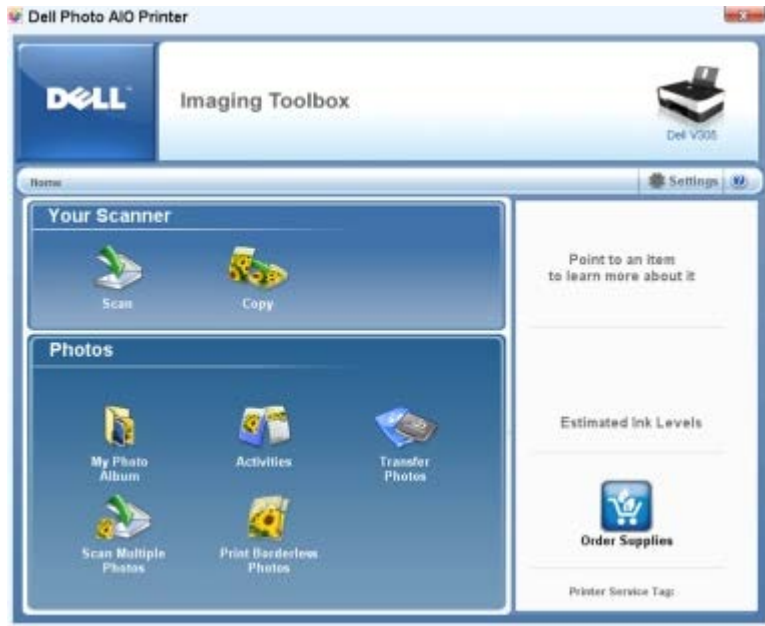 Dell Photo AIO Printer
DELL
Imaging Toolbox
Dell V305
Home
Settings
?
Your Scanner
Scan
Copy
Point to an item
to learn more about it
Photos
My Photo
Album
Activities
Transfer
Photos
Scan Multiple
Photos
Print Borderless
Photos
Estimated Ink Levels
Order Supplies
Printer Service Tag: